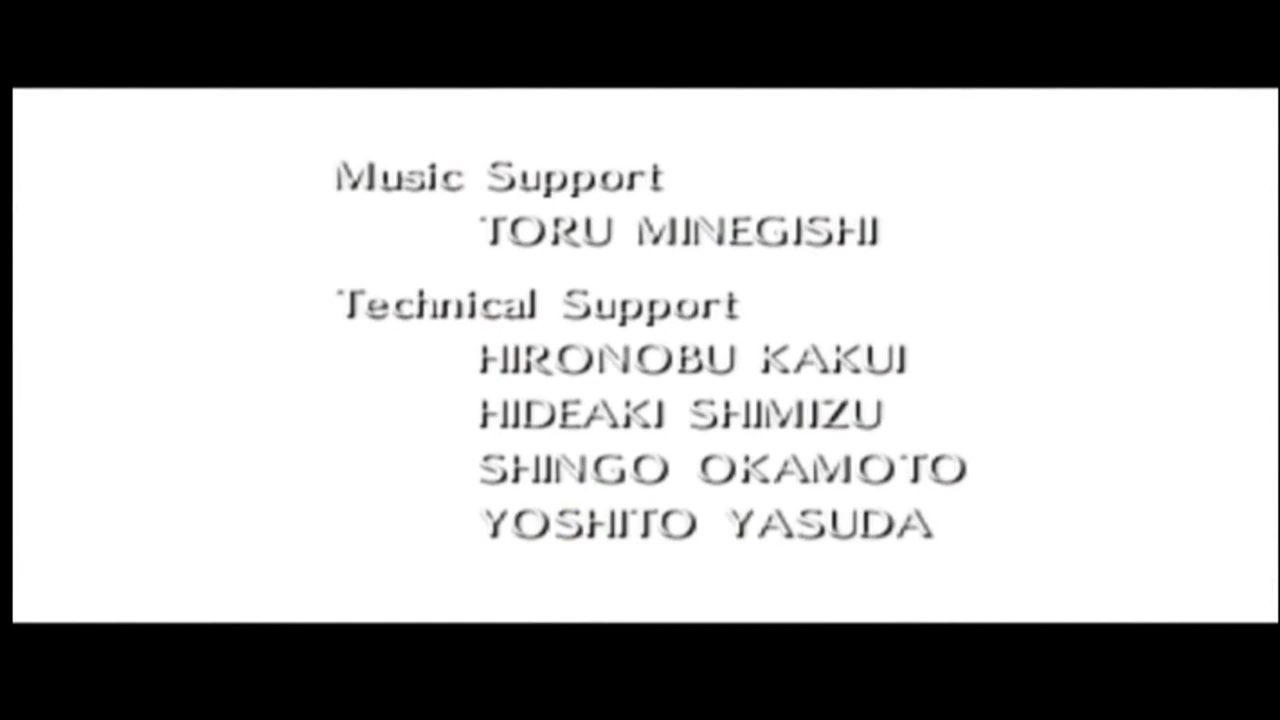 Music Support
TORU MINEGISHI
Technical Support
HIRONOBU KAKUI
HIDEAKI SHIMIZU
SHINGO OKAMOTO
YOSHITO YASUDA